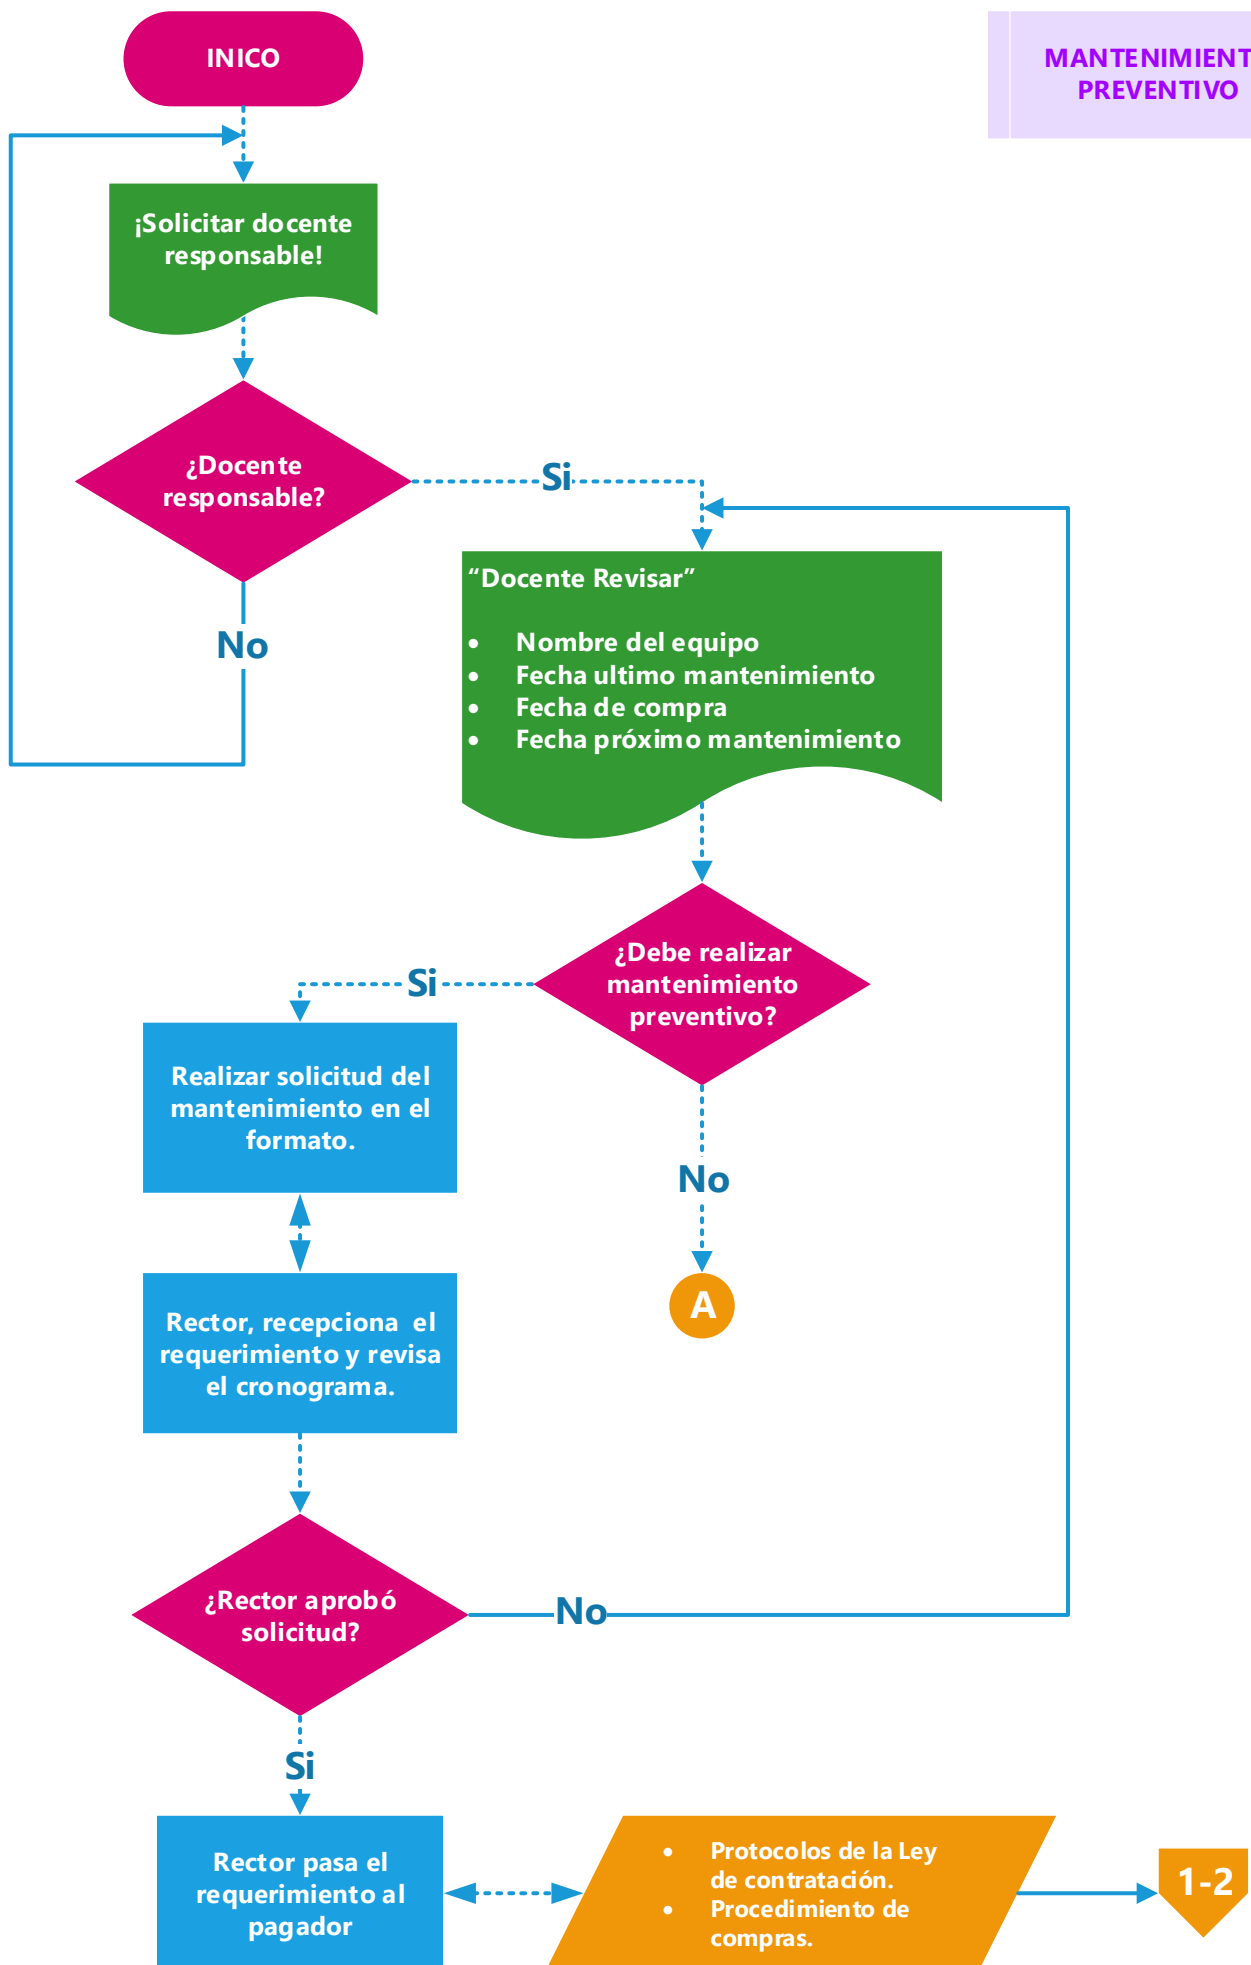 INICO
MANTENIMIENT
PREVENTIVO
¡Solicitar docente
responsable!
¿Docente
responsable?
Si
No
“Docente Revisar”
• Nombre del equipo
• Fecha ultimo mantenimiento
• Fecha de compra
• Fecha próximo mantenimiento
¿Debe realizar
mantenimiento
preventivo?
Si
Realizar solicitud del
mantenimiento en el
formato.
No
A
Rector, recepciona el
requerimiento y revisa
el cronograma.
¿Rector aprobó
solicitud?
No
Si
Rector pasa el
requerimiento al
pagador
• Protocolos de la Ley
de contratación.
• Procedimiento de
compras.
1-2